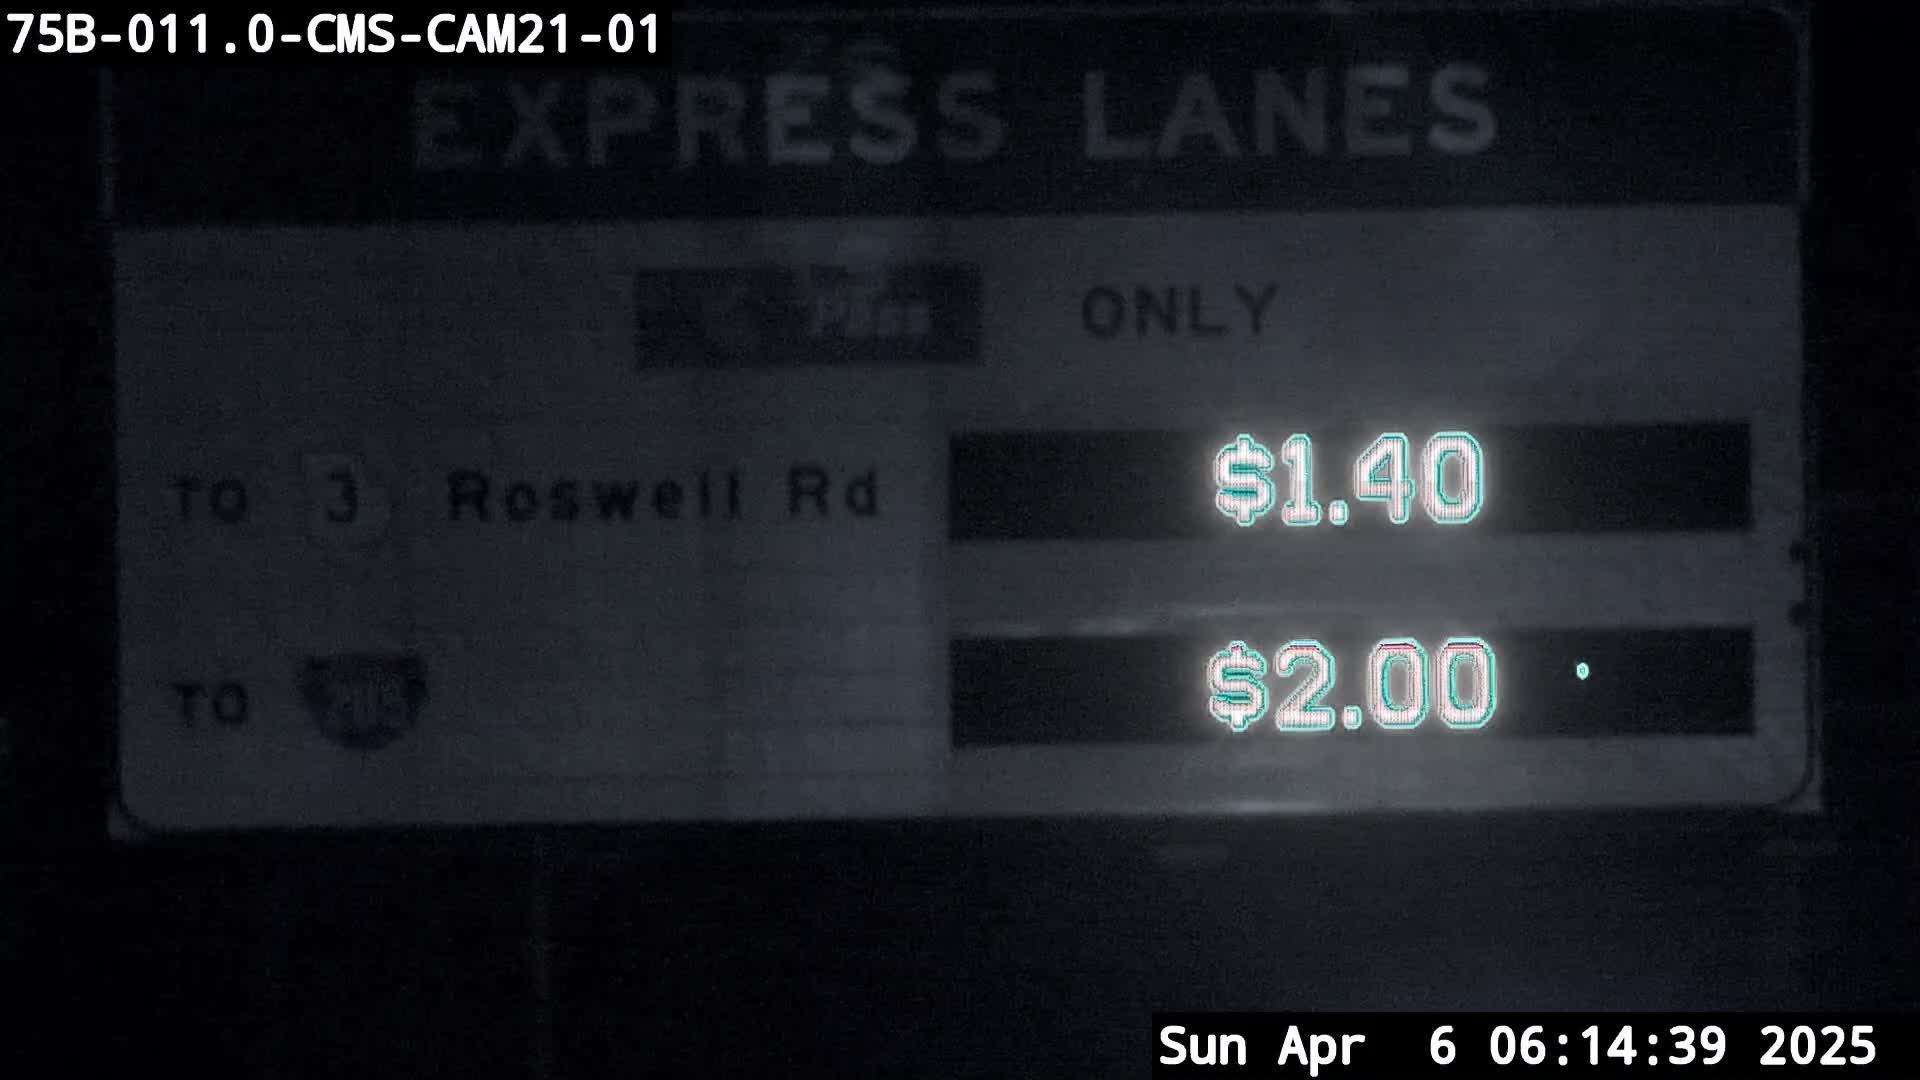 75B-011.0-CMS-CAM21-01
EXPRESS LANES
ONLY
TO 3 Roswell Rd $1.40
TO $2.00
Sun Apr 6 06:14:39 2025